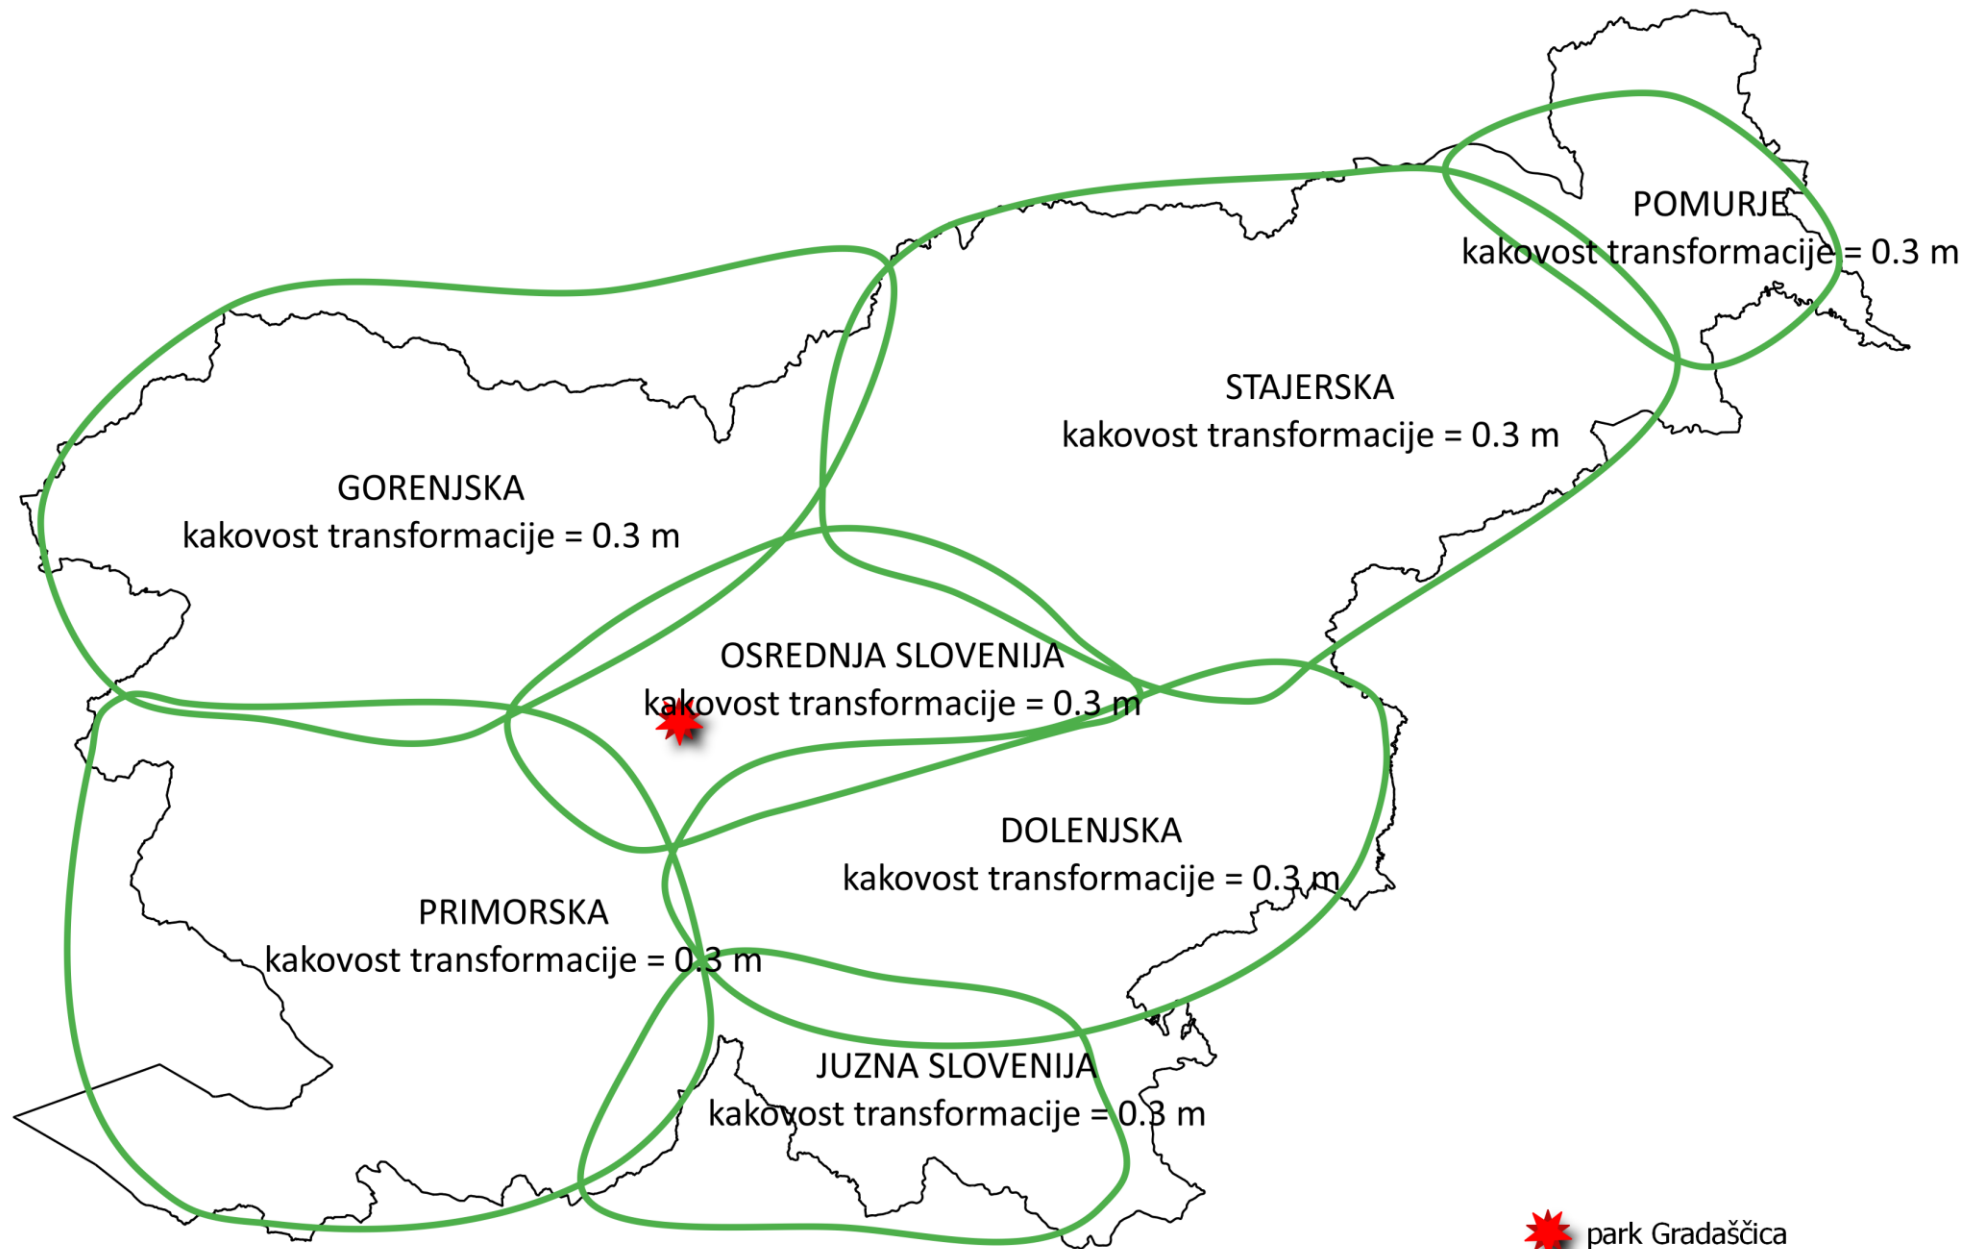 POMURJE
kakovost transformacije = 0.3 m
STAJERSKA
kakovost transformacije = 0.3 m
GORENJSKA
kakovost transformacije = 0.3 m
OSREDNJA SLOVENIJA
kakovost transformacije = 0.3 m
DOLENJSKA
kakovost transformacije = 0.3 m
PRIMORSKA
kakovost transformacije = 0.3 m
JUZNA SLOVENIJA
kakovost transformacije = 0.3 m
park Gradaščica